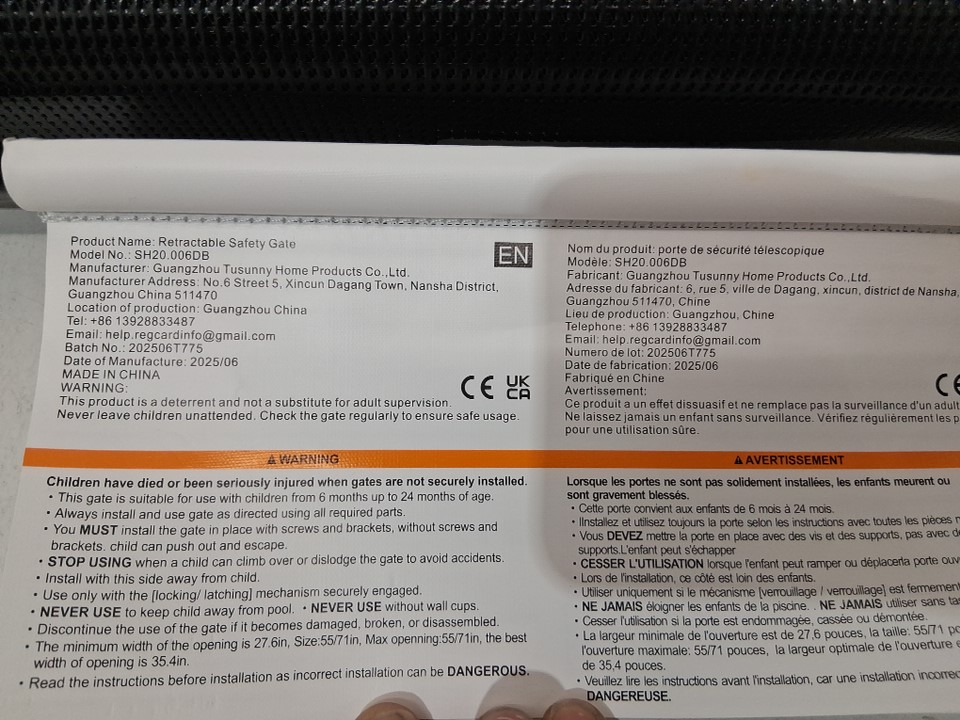 Product Name: Retractable Safety Gate
Model No.: SH20.006DB
Manufacturer: Guangzhou Tusunny Home Products Co.,Ltd.
Manufacturer Address: No.6 Street 5, Xincun Dagang Town, Nansha District,
Guangzhou China 511470
Location of production: Guangzhou China
Tel: +86 13928833487
Email: help.regcardinfo@gmail.com
Batch No.: 202506T775
Date of Manufacture: 2025/06
MADE IN CHINA
WARNING:
This product is a deterrent and not a substitute for adult supervision.
Never leave children unattended. Check the gate regularly to ensure safe usage.
EN
CE UK
CA
⚠ WARNING
Children have died or been seriously injured when gates are not securely installed.
• This gate is suitable for use with children from 6 months up to 24 months of age.
• Always install and use gate as directed using all required parts.
• You MUST install the gate in place with screws and brackets, without screws and
brackets. child can push out and escape.
• STOP USING when a child can climb over or dislodge the gate to avoid accidents.
• Install with this side away from child.
• Use only with the [locking/ latching] mechanism securely engaged.
• NEVER USE to keep child away from pool. • NEVER USE without wall cups.
• Discontinue the use of the gate if it becomes damaged, broken, or disassembled.
• The minimum width of the opening is 27.6in, Size:55/71in, Max openning:55/71in, the best
width of opening is 35.4in.
• Read the instructions before installation as incorrect installation can be DANGEROUS.
Nom du produit: porte de sécurité télescopique
Modèle: SH20.006DB
Fabricant: Guangzhou Tusunny Home Products Co.,Ltd.
Adresse du fabricant: 6, rue 5, ville de Dagang, xincun, district de Nansha,
Guangzhou 511470, Chine
Lieu de production: Guangzhou, Chine
Telephone: +86 13928833487
Email: help.regcardinfo@gmail.com
Numero de lot: 202506T775
Date de fabrication: 2025/06
Fabriqué en Chine
Avertissement:
Ce produit a un effet dissuasif et ne remplace pas la surveillance d'un adult
Ne laissez jamais un enfant sans surveillance. Vérifiez régulièrement les p
pour une utilisation sûre.
CE
⚠ AVERTISSEMENT
Lorsque les portes ne sont pas solidement installées, les enfants meurent ou
sont gravement blessés.
• Cette porte convient aux enfants de 6 mois à 24 mois.
• IInstallez et utilisez toujours la porte selon les instructions avec toutes les pièces
• Vous DEVEZ mettre la porte en place avec des vis et des supports, pas avec d
supports.L'enfant peut s'échapper
• CESSER L'UTILISATION lorsque l'enfant peut ramper ou déplacerla porte ouv
• Lors de l'installation, ce côté est loin des enfants.
• Utiliser uniquement si le mécanisme [verrouillage / verrouillage] est fermement
• NE JAMAIS éloigner les enfants de la piscine. . NE JAMAIS utiliser sans tas
• Cesser l'utilisation si la porte est endommagée, cassée ou démontée.
• La largeur minimale de l'ouverture est de 27,6 pouces, la taille: 55/71 po
l'ouverture maximale: 55/71 pouces, la largeur optimale de l'ouverture e
de 35,4 pouces.
• Veuillez lire les instructions avant l'installation, car une installation incorrec
DANGEREUSE.